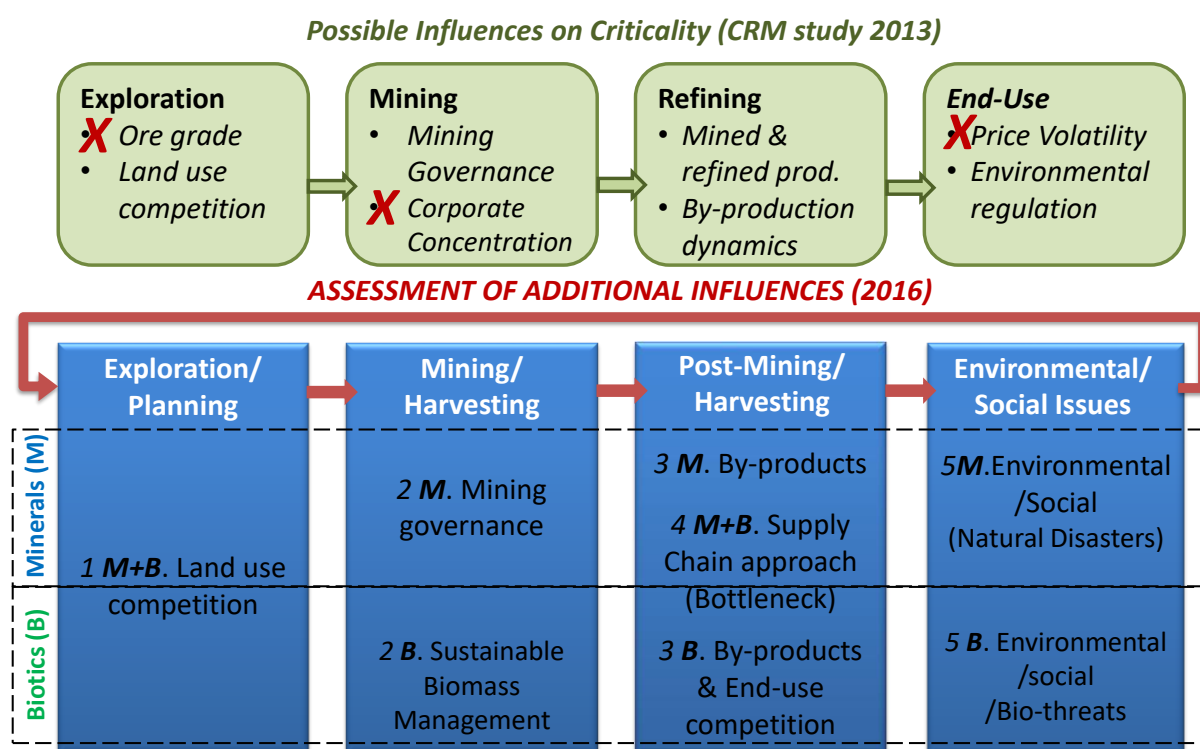 Possible Influences on Criticality (CRM study 2013)
Exploration
X Ore grade
• Land use
competition
Mining
• Mining
Governance
X Corporate
Concentration
Refining
• Mined &
refined prod.
• By-production
dynamics
End-Use
X Price Volatility
• Environmental
regulation
ASSESSMENT OF ADDITIONAL INFLUENCES (2016)
Exploration/
Planning
Mining/
Harvesting
Post-Mining/
Harvesting
Environmental/
Social Issues
Minerals (M)
Biotics (B)
1 M+B. Land use
competition
2 M. Mining
governance
2 B. Sustainable
Biomass
Management
3 M. By-products
4 M+B. Supply
Chain approach
(Bottleneck)
3 B. By-products
& End-use
competition
5M.Environmental
/Social
(Natural Disasters)
5 B. Environmental
/social
/Bio-threats